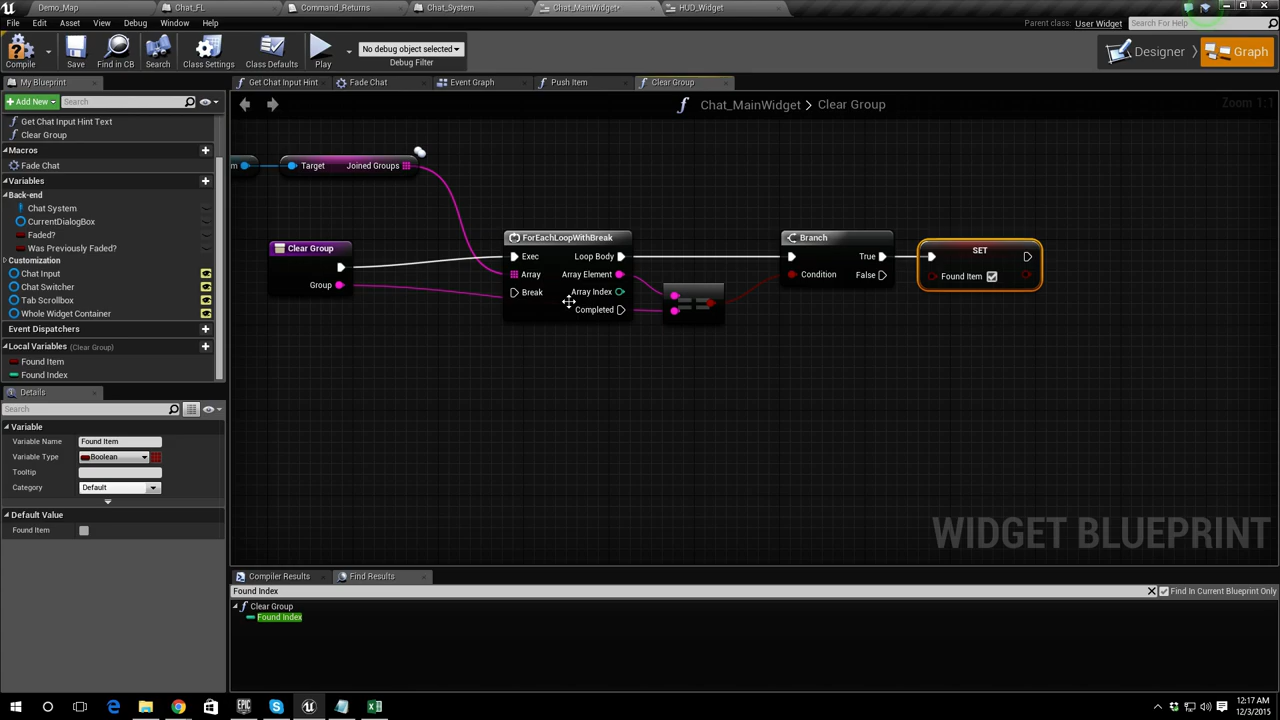 Demo_Map
Chat_FL
Command_Returns
Chat_System
Chat_MainWidget*
HUD_Widget
File
Edit
Asset
View
Debug
Window
Help
Parent class: User Widget
Search For Help
Compile
Save
Find in CB
Search
Class Settings
Class Defaults
Play
No debug object selected
Debug Filter
Designer
Graph
My Blueprint
Get Chat Input Hint
Fade Chat
Event Graph
Push Item
Clear Group
+Add New
Search
Chat_MainWidget > Clear Group
Zoom 1:1
Get Chat Input Hint Text
Clear Group
Macros
Fade Chat
Variables
Back-end
Chat System
CurrentDialogBox
Faded?
Was Previously Faded?
Customization
Chat Input
Chat Switcher
Tab Scrollbox
Whole Widget Container
Event Dispatchers
Local Variables (Clear Group)
Found Item
Found Index
m
Target
Joined Groups
Clear Group
Group
ForEachLoopWithBreak
Exec
Loop Body
Array
Array Element
Break
Array Index
Completed
==
Branch
True
Condition
False
SET
Found Item
WIDGET BLUEPRINT
Details
Search
Variable
Variable Name
Found Item
Variable Type
Boolean
Tooltip
Category
Default
Default Value
Found Item
Compiler Results
Find Results
Found Index
Find In Current Blueprint Only
Clear Group
Found Index
12:17 AM
12/3/2015